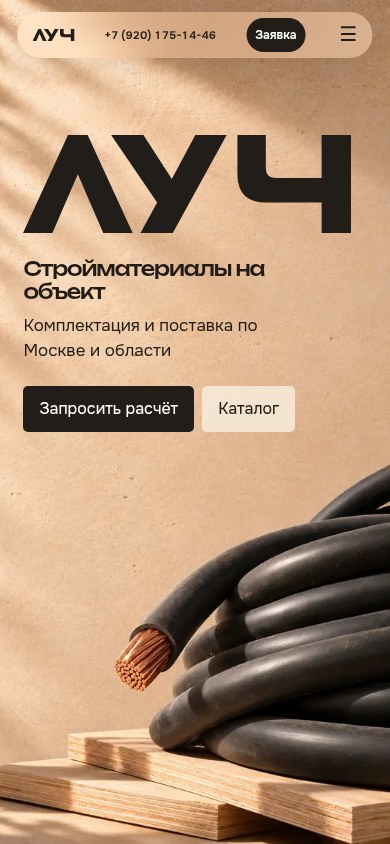 ЛУЧ
+7 (920) 175-14-46
Заявка
ЛУЧ
Стройматериалы на
объект
Комплектация и поставка по
Москве и области
Запросить расчёт
Каталог